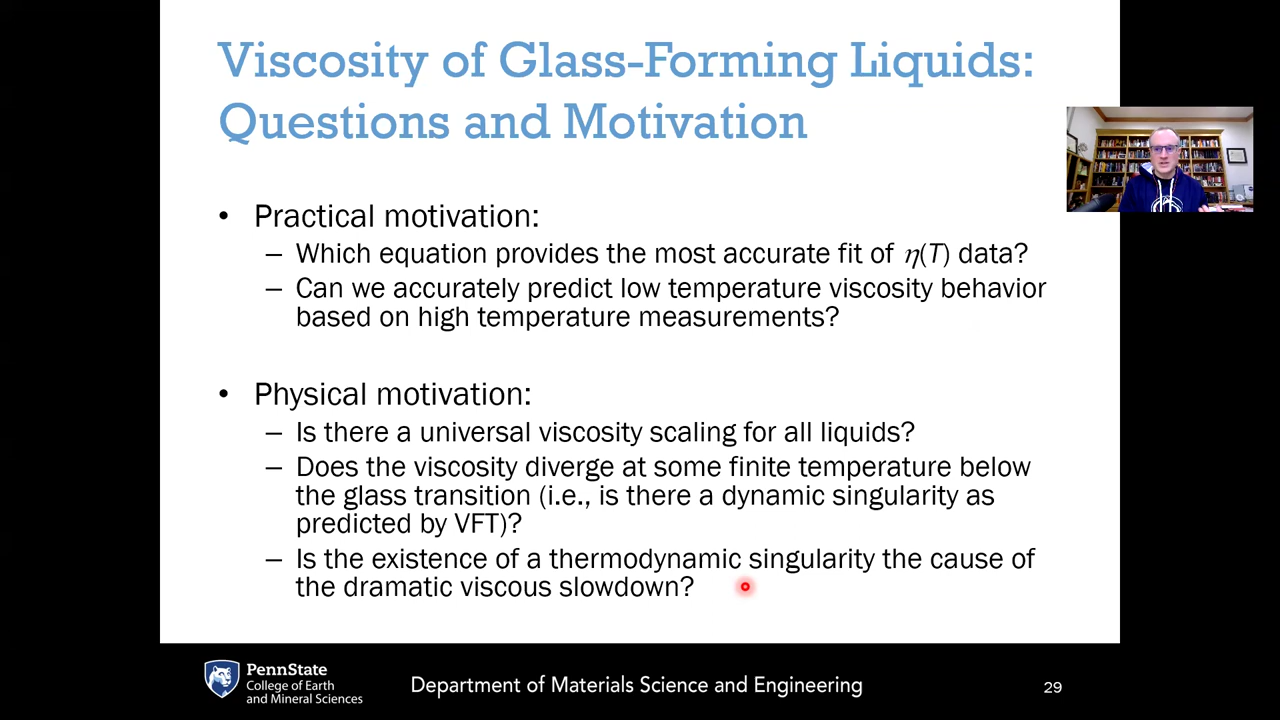 Viscosity of Glass-Forming Liquids:
Questions and Motivation
• Practical motivation:
– Which equation provides the most accurate fit of η(T) data?
– Can we accurately predict low temperature viscosity behavior
based on high temperature measurements?
• Physical motivation:
– Is there a universal viscosity scaling for all liquids?
– Does the viscosity diverge at some finite temperature below
the glass transition (i.e., is there a dynamic singularity as
predicted by VFT)?
– Is the existence of a thermodynamic singularity the cause of
the dramatic viscous slowdown?
PennState
College of Earth
and Mineral Sciences
Department of Materials Science and Engineering
29